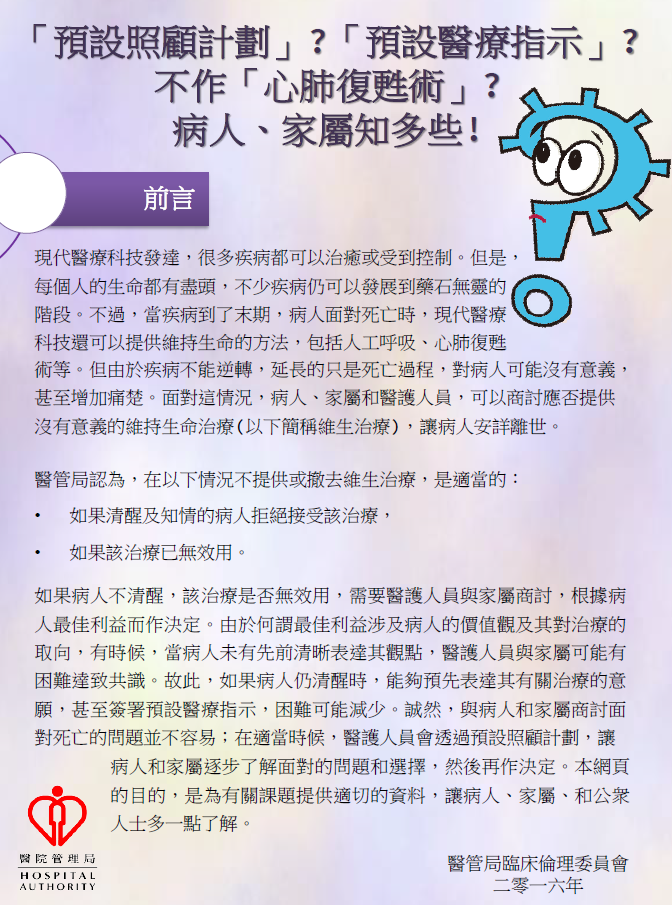 「預設照顧計劃」?「預設醫療指示」?
不作「心肺復甦術」?
病人、家屬知多些!
前言
現代醫療科技發達，很多疾病都可以治癒或受到控制。但是，
每個人的生命都有盡頭，不少疾病仍可以發展到藥石無靈的
階段。不過，當疾病到了末期，病人面對死亡時，現代醫療
科技還可以提供維持生命的方法，包括人工呼吸、心肺復甦
術等。但由於疾病不能逆轉，延長的只是死亡過程，對病人可能沒有意義，
甚至增加痛楚。面對這情況，病人、家屬和醫護人員，可以商討應否提供
沒有意義的維持生命治療(以下簡稱維生治療)，讓病人安詳離世。
醫管局認為，在以下情況不提供或撤去維生治療，是適當的：
• 如果清醒及知情的病人拒絕接受該治療，
• 如果該治療已無效用。
如果病人不清醒，該治療是否無效用，需要醫護人員與家屬商討，根據病
人最佳利益而作決定。由於何謂最佳利益涉及病人的價值觀及其對治療的
取向，有時候，當病人未有先前清晰表達其觀點，醫護人員與家屬可能有
困難達致共識。故此，如果病人仍清醒時，能夠預先表達其有關治療的意
願，甚至簽署預設醫療指示，困難可能減少。誠然，與病人和家屬商討面
對死亡的問題並不容易；在適當時候，醫護人員會透過預設照顧計劃，讓
病人和家屬逐步了解面對的問題和選擇，然後再作決定。本網頁
的目的，是為有關課題提供適切的資料，讓病人、家屬、和公眾
人士多一點了解。
醫院管理局
HOSPITAL
AUTHORITY
醫管局臨床倫理委員會
二零一六年